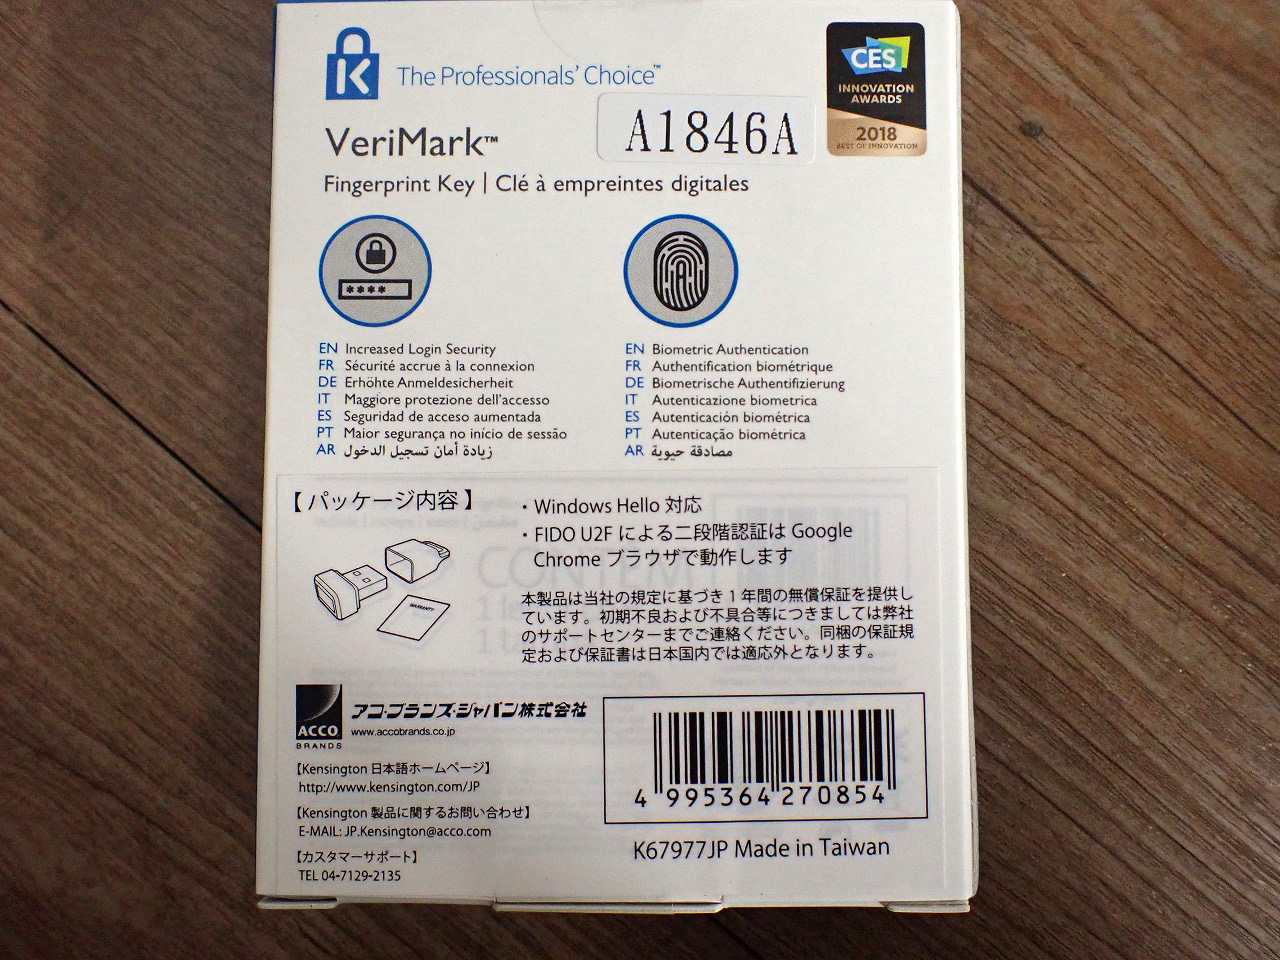 The Professionals' Choice™
CES
INNOVATION
AWARDS
2018
BEST OF INNOVATION
A1846A
VeriMark™
Fingerprint Key | Clé à empreintes digitales
****
EN Increased Login Security
FR Sécurité accrue à la connexion
DE Erhöhte Anmeldesicherheit
IT Maggiore protezione dell'accesso
ES Seguridad de acceso aumentada
PT Maior segurança no início de sessão
AR زيادة أمان تسجيل الدخول
EN Biometric Authentication
FR Authentification biométrique
DE Biometrische Authentifizierung
IT Autenticazione biometrica
ES Autenticación biométrica
PT Autenticação biométrica
AR مصادقة حيوية
【パッケージ内容】
WARRANTY
・Windows Hello 対応
・FIDO U2F による二段階認証は Google
Chrome ブラウザで動作します
本製品は当社の規定に基づき1年間の無償保証を提供し
ています。初期不良および不具合等につきましては弊社
のサポートセンターまでご連絡ください。同梱の保証規
定および保証書は日本国内では適応外となります。
ACCO
BRANDS
アコ・ブランズ・ジャパン株式会社
www.accobrands.co.jp
【Kensington 日本語ホームページ】
http://www.kensington.com/JP
【Kensington 製品に関するお問い合わせ】
E-MAIL: JP.Kensington@acco.com
【カスタマーサポート】
TEL 04-7129-2135
4 995364 270854
K67977JP Made in Taiwan